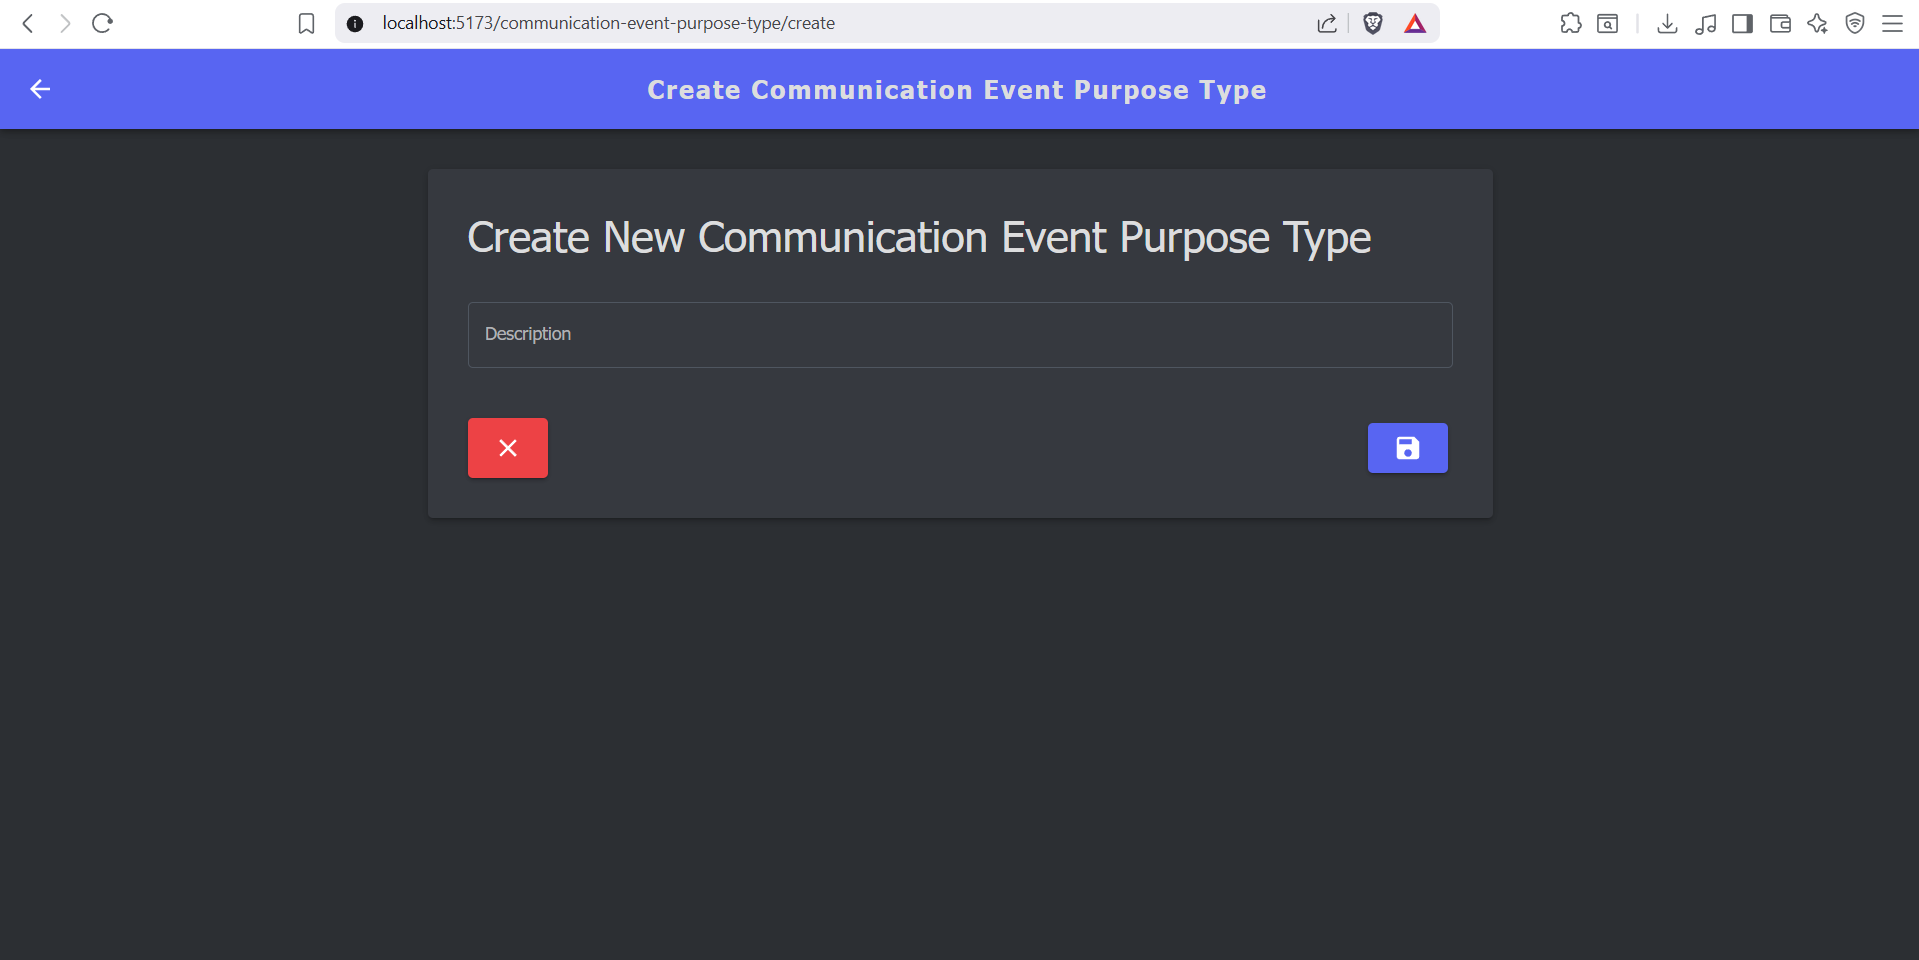 localhost:5173/communication-event-purpose-type/create
Create Communication Event Purpose Type
Create New Communication Event Purpose Type
Description